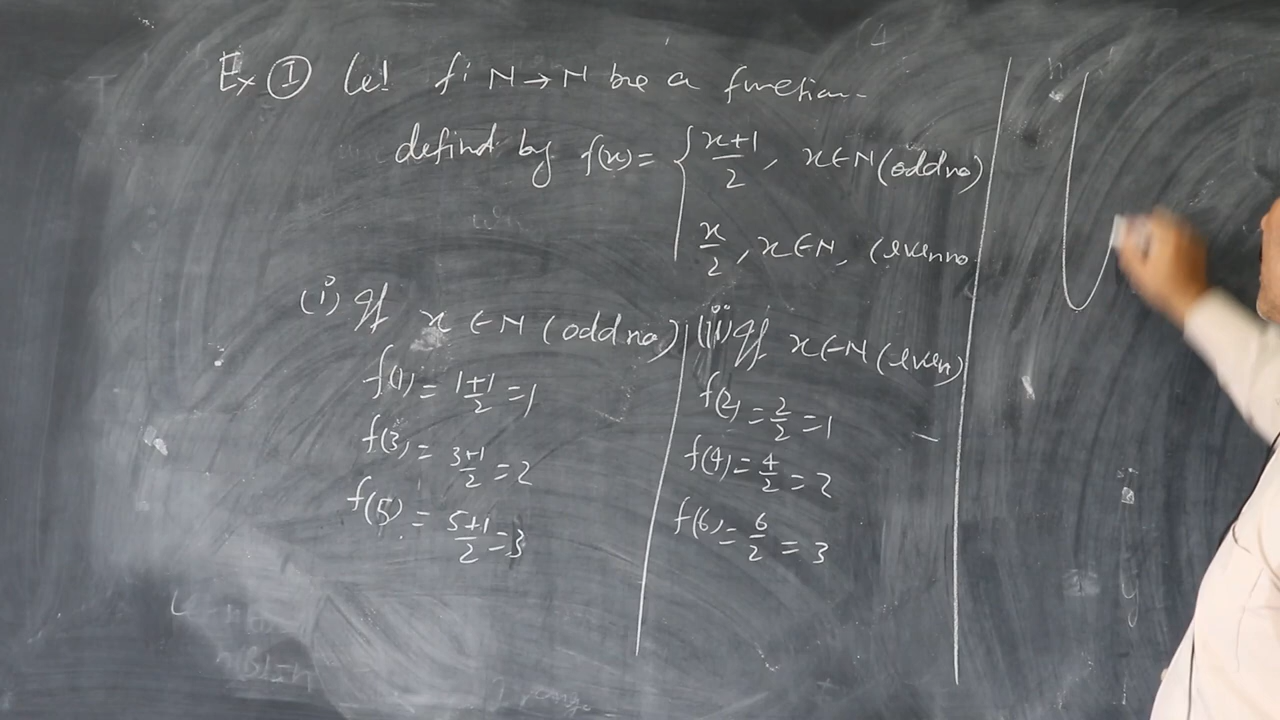 Ex ① Let f: N → N be a function
defind by f(x) = { x+1/2, x∈N (odd no)
x/2, x∈N, (even no
(i) If x ∈ N (odd no)
f(1) = 1+1/2 = 1
f(3) = 3+1/2 = 2
f(5) = 5+1/2 = 3
(ii) If x∈N (even)
f(2) = 2/2 = 1
f(4) = 4/2 = 2
f(6) = 6/2 = 3